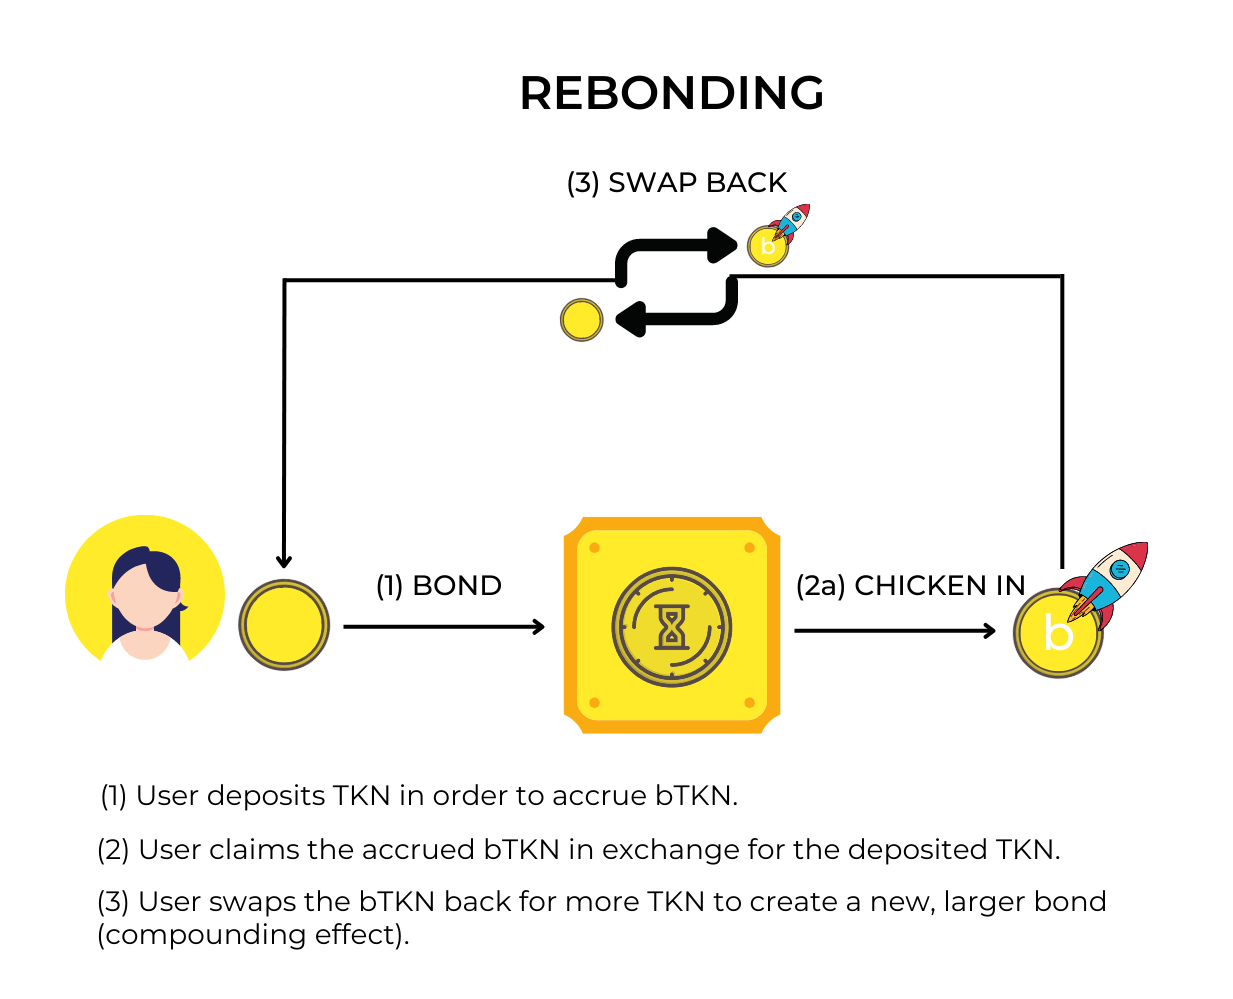 REBONDING
(3) SWAP BACK
b
(1) BOND
(2a) CHICKEN IN
b
(1) User deposits TKN in order to accrue bTKN.
(2) User claims the accrued bTKN in exchange for the deposited TKN.
(3) User swaps the bTKN back for more TKN to create a new, larger bond
(compounding effect).